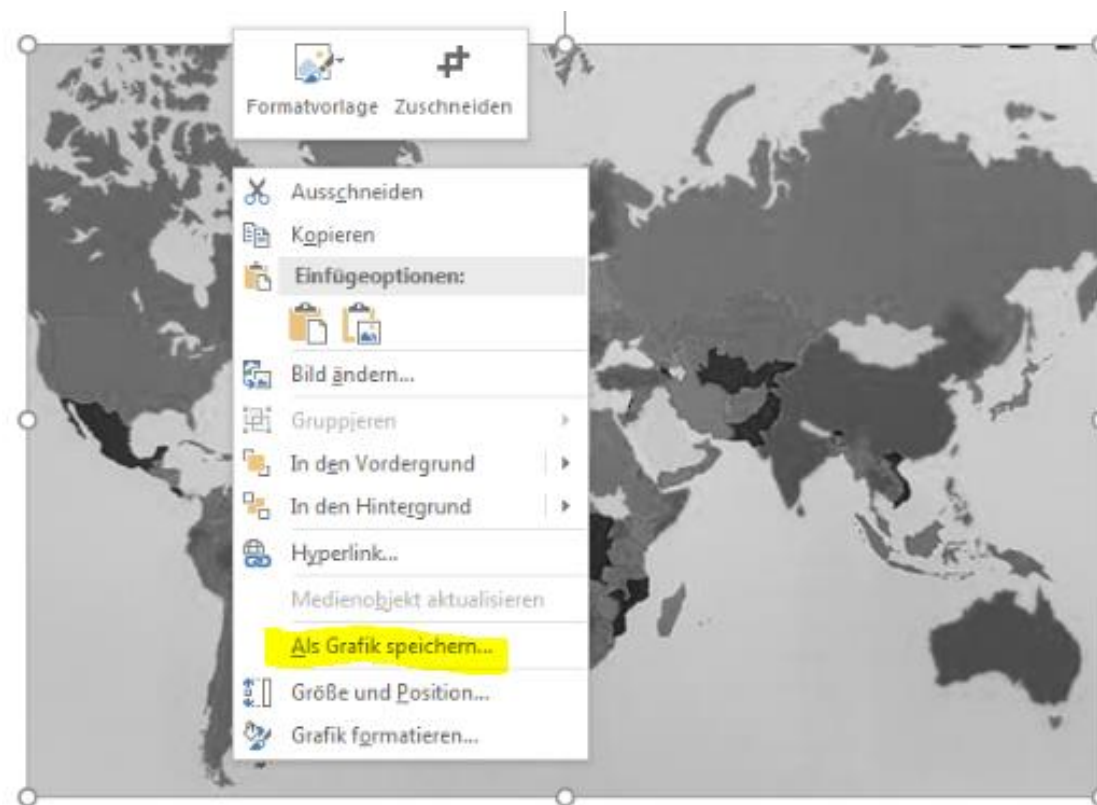 Formatvorlage Zuschneiden
Ausschneiden
Kopieren
Einfügeoptionen:
Bild ändern...
Gruppieren
In den Vordergrund
In den Hintergrund
Hyperlink...
Medienobjekt aktualisieren
Als Grafik speichern...
Größe und Position...
Grafik formatieren...